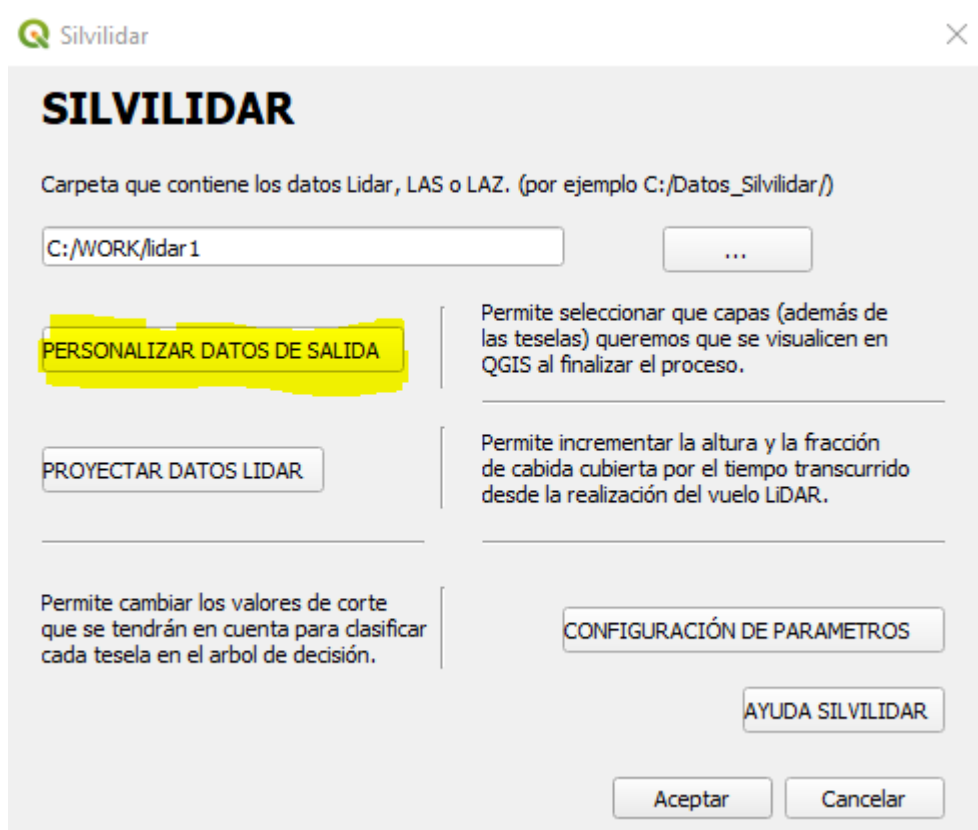 Silvilidar
SILVILIDAR
Carpeta que contiene los datos Lidar, LAS o LAZ. (por ejemplo C:/Datos_Silvilidar/)
C:/WORK/lidar1
...
PERSONALIZAR DATOS DE SALIDA
Permite seleccionar que capas (además de
las teselas) queremos que se visualicen en
QGIS al finalizar el proceso.
PROYECTAR DATOS LIDAR
Permite incrementar la altura y la fracción
de cabida cubierta por el tiempo transcurrido
desde la realización del vuelo LiDAR.
Permite cambiar los valores de corte
que se tendrán en cuenta para clasificar
cada tesela en el arbol de decisión.
CONFIGURACIÓN DE PARAMETROS
AYUDA SILVILIDAR
Aceptar
Cancelar